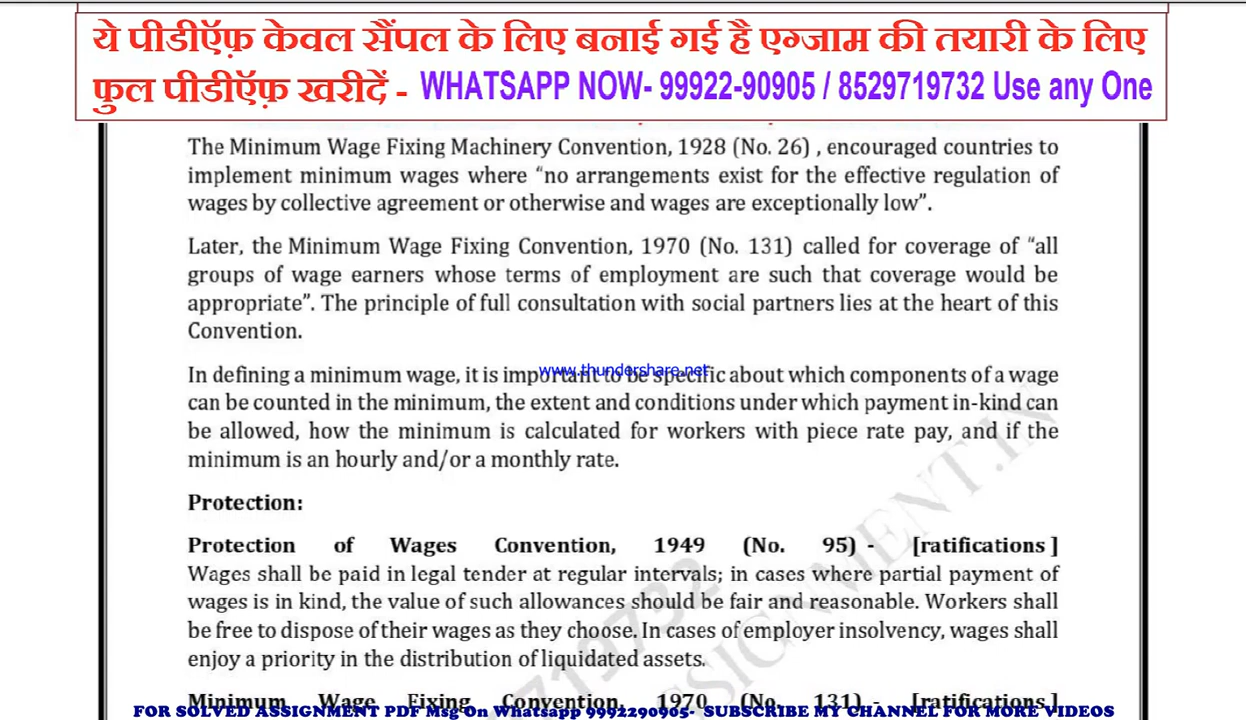 ये पीडीऍफ़ केवल सैंपल के लिए बनाई गई है एग्जाम की तयारी के लिए
फुल पीडीऍफ़ खरीदें - WHATSAPP NOW- 99922-90905 / 8529719732 Use any One
The Minimum Wage Fixing Machinery Convention, 1928 (No. 26) , encouraged countries to
implement minimum wages where “no arrangements exist for the effective regulation of
wages by collective agreement or otherwise and wages are exceptionally low”.
Later, the Minimum Wage Fixing Convention, 1970 (No. 131) called for coverage of “all
groups of wage earners whose terms of employment are such that coverage would be
appropriate”. The principle of full consultation with social partners lies at the heart of this
Convention.
In defining a minimum wage, it is important to be specific about which components of a wage
www.thundershare.net
can be counted in the minimum, the extent and conditions under which payment in-kind can
be allowed, how the minimum is calculated for workers with piece rate pay, and if the
minimum is an hourly and/or a monthly rate.
Protection:
Protection of Wages Convention, 1949 (No. 95) - [ratifications ]
Wages shall be paid in legal tender at regular intervals; in cases where partial payment of
wages is in kind, the value of such allowances should be fair and reasonable. Workers shall
be free to dispose of their wages as they choose. In cases of employer insolvency, wages shall
enjoy a priority in the distribution of liquidated assets.
Minimum Wage Fixing Convention, 1970 (No. 131) - [ratifications ]
FOR SOLVED ASSIGNMENT PDF Msg On Whatsapp 9992290905- SUBSCRIBE MY CHANNEL FOR MORE VIDEOS
719732
SSIGNMENT.IN